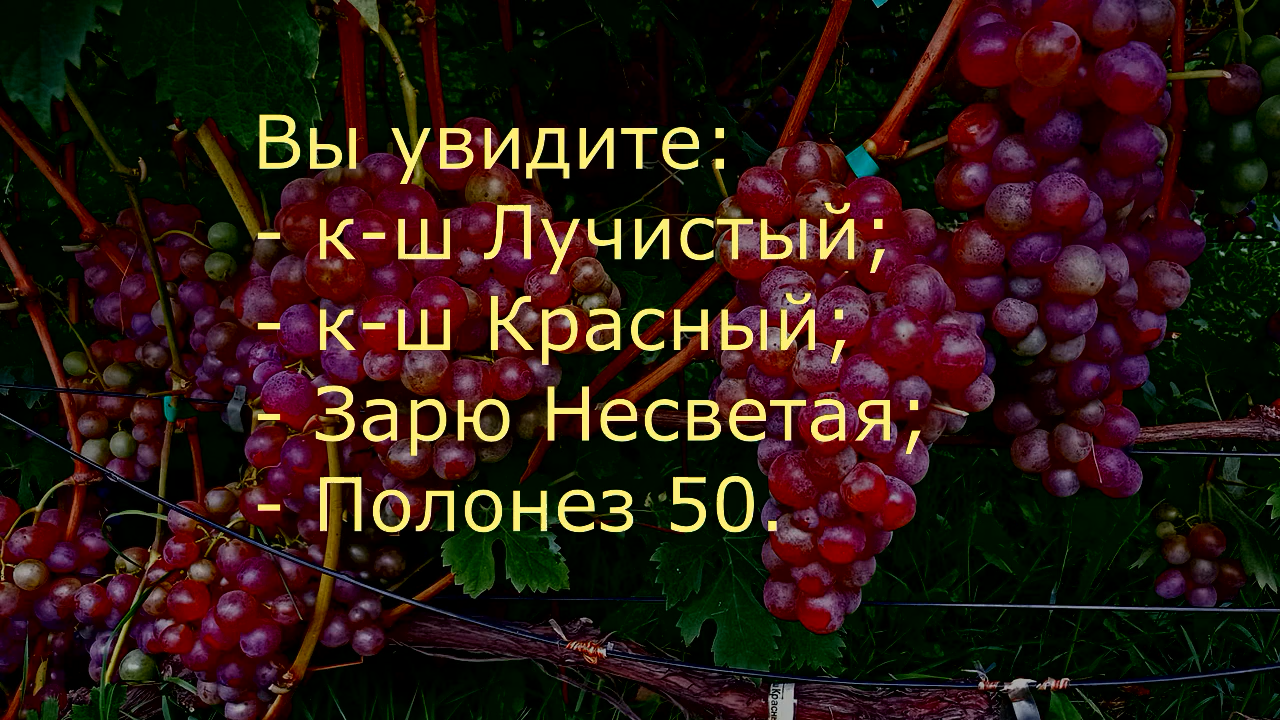 Вы увидите:
- к-ш Лучистый;
- к-ш Красный;
- Зарю Несветая;
- Полонез 50.